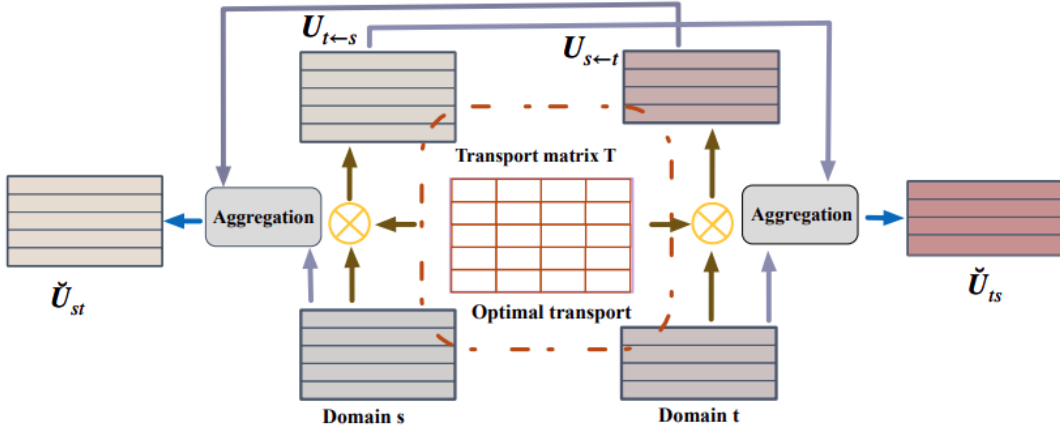 U_{t←s}
U_{s←t}
Transport matrix T
Aggregation
Aggregation
Ǔ_{st}
Optimal transport
Ǔ_{ts}
Domain s
Domain t